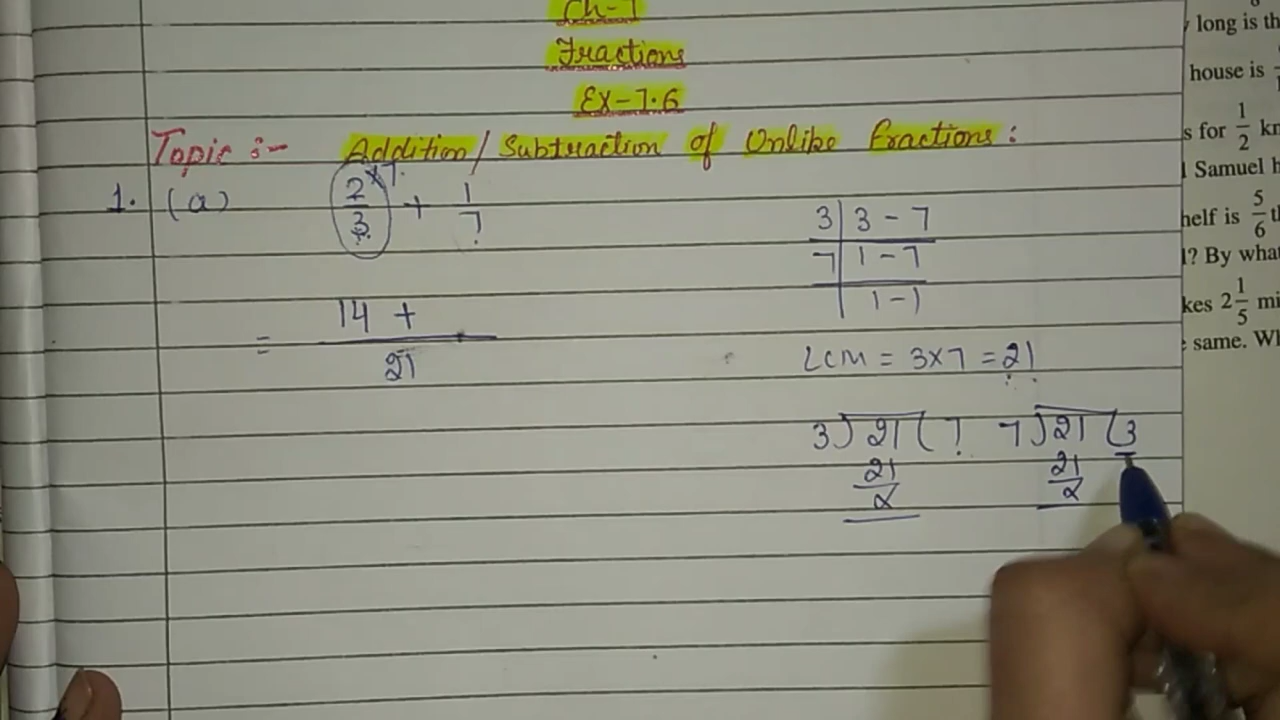 Ch-7
Fractions
Ex-7.6
Topic :- Addition/Subtraction of Unlike Fractions :
1. (a) 2/3 ×7 + 1/7
= 14 + / 21
3 | 3 - 7
7 | 1 - 7
| 1 - 1
LCM = 3×7 = 21
3) 21 ( 7 7) 21 ( 3
21 21
× ×
long is th
house is
s for 1/2 km
Samuel h
helf is 5/6 t
? By wha
kes 2 1/5 mi
same. Wh